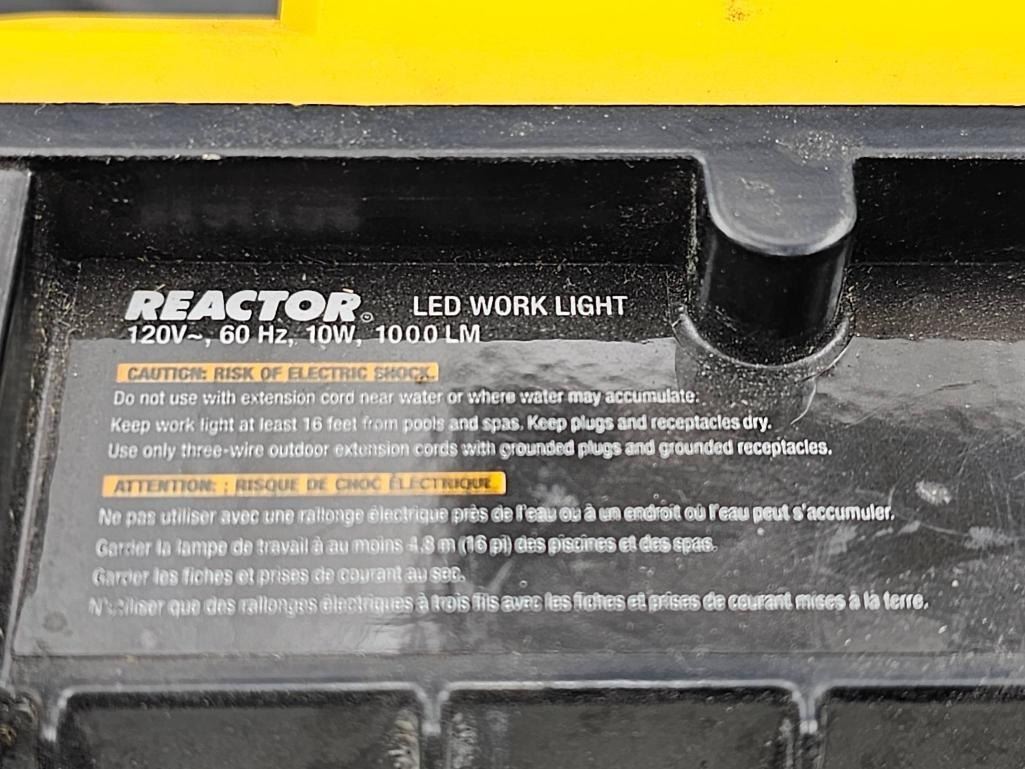 REACTOR® LED WORK LIGHT
120V~, 60 Hz, 10W, 1000 LM
CAUTION: RISK OF ELECTRIC SHOCK.
Do not use with extension cord near water or where water may accumulate.
Keep work light at least 16 feet from pools and spas. Keep plugs and receptacles dry.
Use only three-wire outdoor extension cords with grounded plugs and grounded receptacles.
ATTENTION: : RISQUE DE CHOC ÉLECTRIQUE.
Ne pas utiliser avec une rallonge électrique près de l'eau ou à un endroit où l'eau peut s'accumuler.
Garder la lampe de travail à au moins 4.8 m (16 pi) des piscines et des spas.
Garder les fiches et prises de courant au sec.
N'utiliser que des rallonges électriques à trois fils avec les fiches et prises de courant mises à la terre.